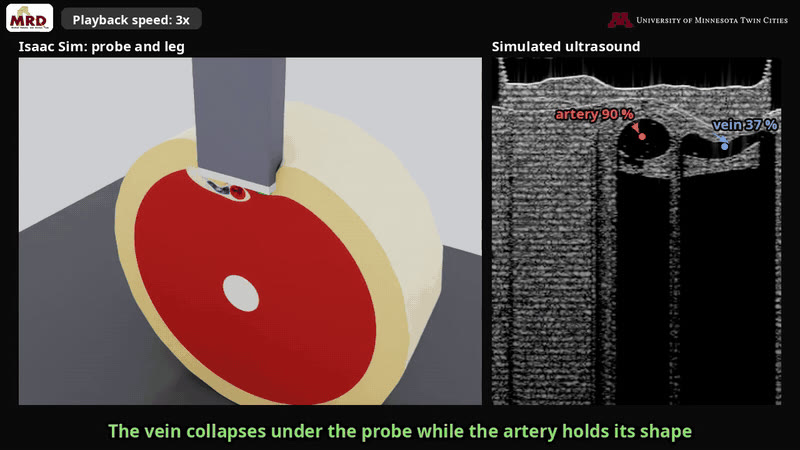 MRD
Playback speed: 3x
UNIVERSITY OF MINNESOTA TWIN CITIES
Isaac Sim: probe and leg
Simulated ultrasound
artery 90 %
vein 37 %
The vein collapses under the probe while the artery holds its shape